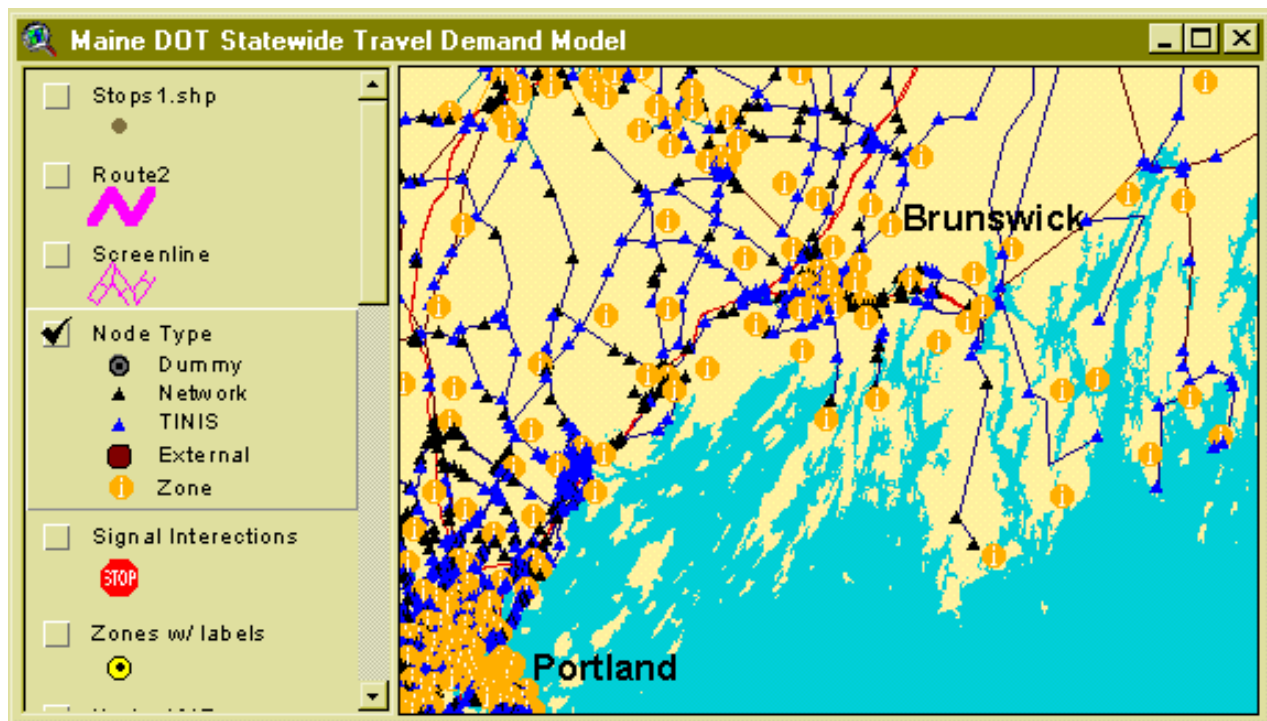 Maine DOT Statewide Travel Demand Model
Stops1.shp
Route2
Screenline
Node Type
Dummy
Network
TINIS
External
Zone
Signal Interections
STOP
Zones w/ labels
Brunswick
Portland